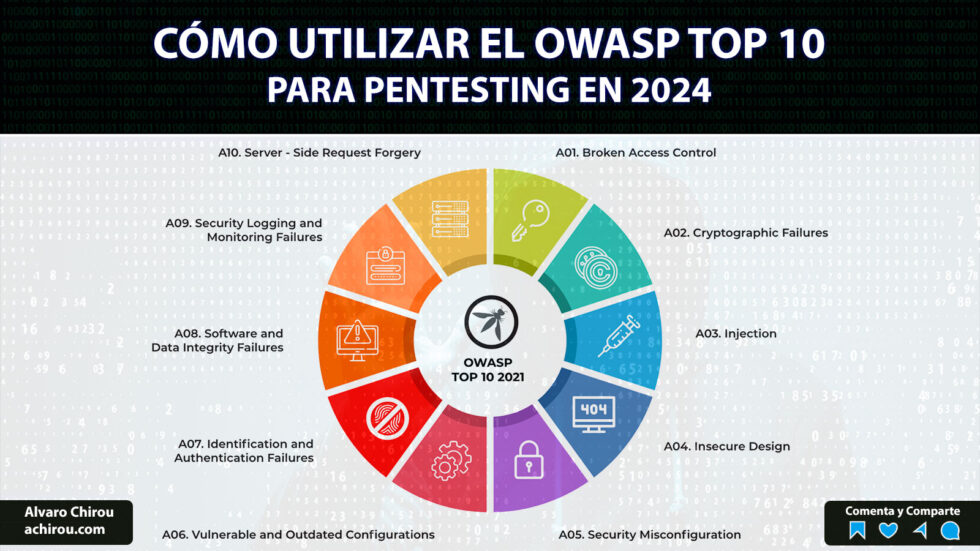 CÓMO UTILIZAR EL OWASP TOP 10
PARA PENTESTING EN 2024
A10. Server - Side Request Forgery
A01. Broken Access Control
A09. Security Logging and
Monitoring Failures
A02. Cryptographic Failures
A08. Software and
Data Integrity Failures
OWASP
TOP 10 2021
A03. Injection
404
A07. Identification and
Authentication Failures
A04. Insecure Design
A06. Vulnerable and Outdated Configurations
A05. Security Misconfiguration
Alvaro Chirou
achirou.com
Comenta y Comparte